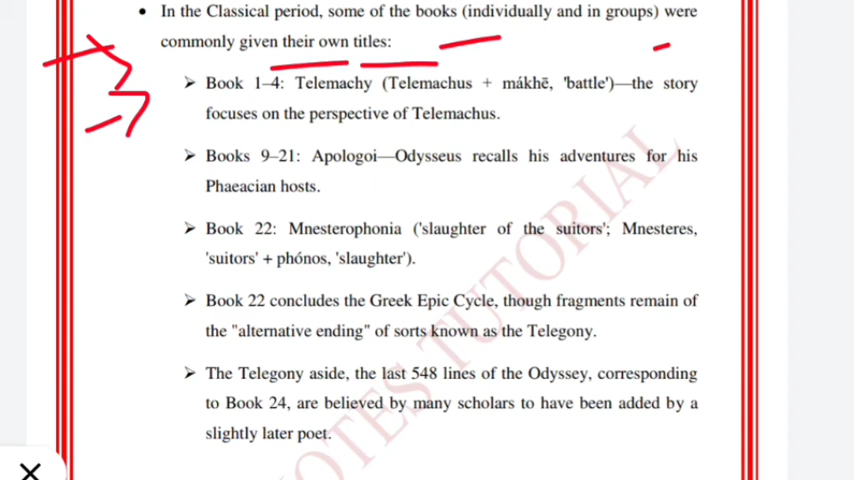 • In the Classical period, some of the books (individually and in groups) were
commonly given their own titles:
➢ Book 1–4: Telemachy (Telemachus + mákhē, 'battle')—the story
focuses on the perspective of Telemachus.
➢ Books 9–21: Apologoi—Odysseus recalls his adventures for his
Phaeacian hosts.
➢ Book 22: Mnesterophonia ('slaughter of the suitors'; Mnesteres,
'suitors' + phónos, 'slaughter').
➢ Book 22 concludes the Greek Epic Cycle, though fragments remain of
the "alternative ending" of sorts known as the Telegony.
➢ The Telegony aside, the last 548 lines of the Odyssey, corresponding
to Book 24, are believed by many scholars to have been added by a
slightly later poet.
OTES TUTORIAL